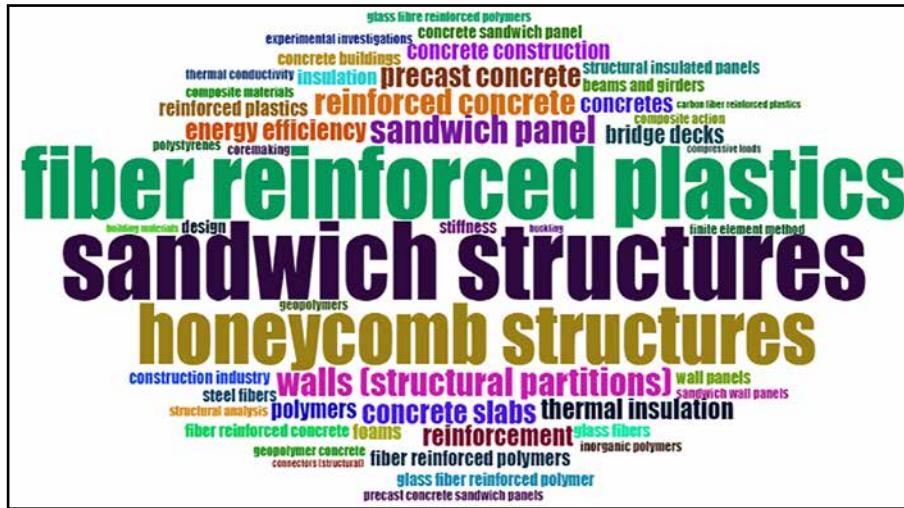 glass fibre reinforced polymers
concrete sandwich panel
experimental investigations
concrete construction
concrete buildings
structural insulated panels
thermal conductivity
insulation
precast concrete
beams and girders
composite materials
reinforced plastics
reinforced concrete
concretes
carbon fiber reinforced plastics
composite action
energy efficiency
sandwich panel
bridge decks
polystyrenes
coremaking
compressive loads
fiber reinforced plastics
building materials
design
stiffness
buckling
finite element method
sandwich structures
geopolymers
honeycomb structures
construction industry
walls (structural partitions)
wall panels
steel fibers
sandwich wall panels
structural analysis
polymers
concrete slabs
thermal insulation
fiber reinforced concrete
foams
reinforcement
glass fibers
inorganic polymers
geopolymer concrete
connectors (structural)
fiber reinforced polymers
glass fiber reinforced polymer
precast concrete sandwich panels